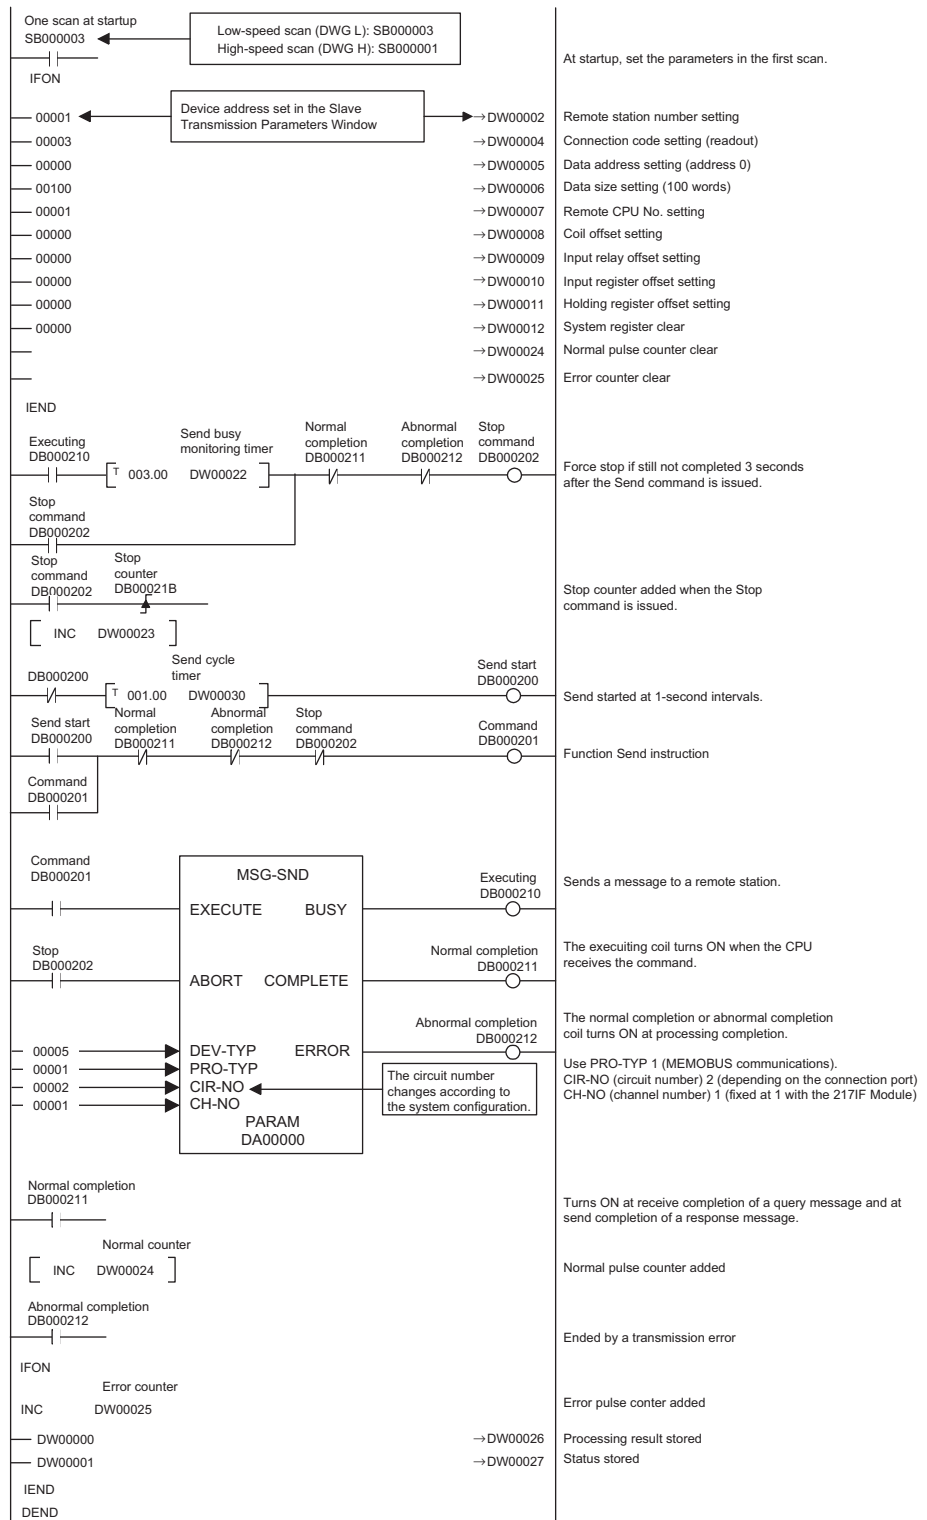 One scan at startup
SB000003
Low-speed scan (DWG L): SB000003
High-speed scan (DWG H): SB000001
At startup, set the parameters in the first scan.
IFON
Device address set in the Slave
Transmission Parameters Window
00001 →DW00002 Remote station number setting
00003 →DW00004 Connection code setting (readout)
00000 →DW00005 Data address setting (address 0)
00100 →DW00006 Data size setting (100 words)
00001 →DW00007 Remote CPU No. setting
00000 →DW00008 Coil offset setting
00000 →DW00009 Input relay offset setting
00000 →DW00010 Input register offset setting
00000 →DW00011 Holding register offset setting
00000 →DW00012 System register clear
→DW00024 Normal pulse counter clear
→DW00025 Error counter clear
IEND
Executing
DB000210
Send busy
monitoring timer
T 003.00 DW00022
Normal
completion
DB000211
Abnormal
completion
DB000212
Stop
command
DB000202
Force stop if still not completed 3 seconds
after the Send command is issued.
Stop
command
DB000202
Stop
command
DB000202
Stop
counter
DB00021B
Stop counter added when the Stop
command is issued.
INC DW00023
DB000200
Send cycle
timer
T 001.00 DW00030
Send start
DB000200
Send started at 1-second intervals.
Send start
DB000200
Normal
completion
DB000211
Abnormal
completion
DB000212
Stop
command
DB000202
Command
DB000201
Function Send instruction
Command
DB000201
Command
DB000201
MSG-SND
Executing
DB000210
Sends a message to a remote station.
EXECUTE BUSY
Stop
DB000202
Normal completion
DB000211
The execuiting coil turns ON when the CPU
receives the command.
ABORT COMPLETE
Abnormal completion
DB000212
The normal completion or abnormal completion
coil turns ON at processing completion.
00005 DEV-TYP ERROR
00001 PRO-TYP
00002 CIR-NO
00001 CH-NO
PARAM
DA00000
The circuit number
changes according to
the system configuration.
Use PRO-TYP 1 (MEMOBUS communications).
CIR-NO (circuit number) 2 (depending on the connection port)
CH-NO (channel number) 1 (fixed at 1 with the 217IF Module)
Normal completion
DB000211
Turns ON at receive completion of a query message and at
send completion of a response message.
Normal counter
INC DW00024
Normal pulse counter added
Abnormal completion
DB000212
Ended by a transmission error
IFON
Error counter
INC DW00025
Error pulse conter added
DW00000 →DW00026 Processing result stored
DW00001 →DW00027 Status stored
IEND
DEND